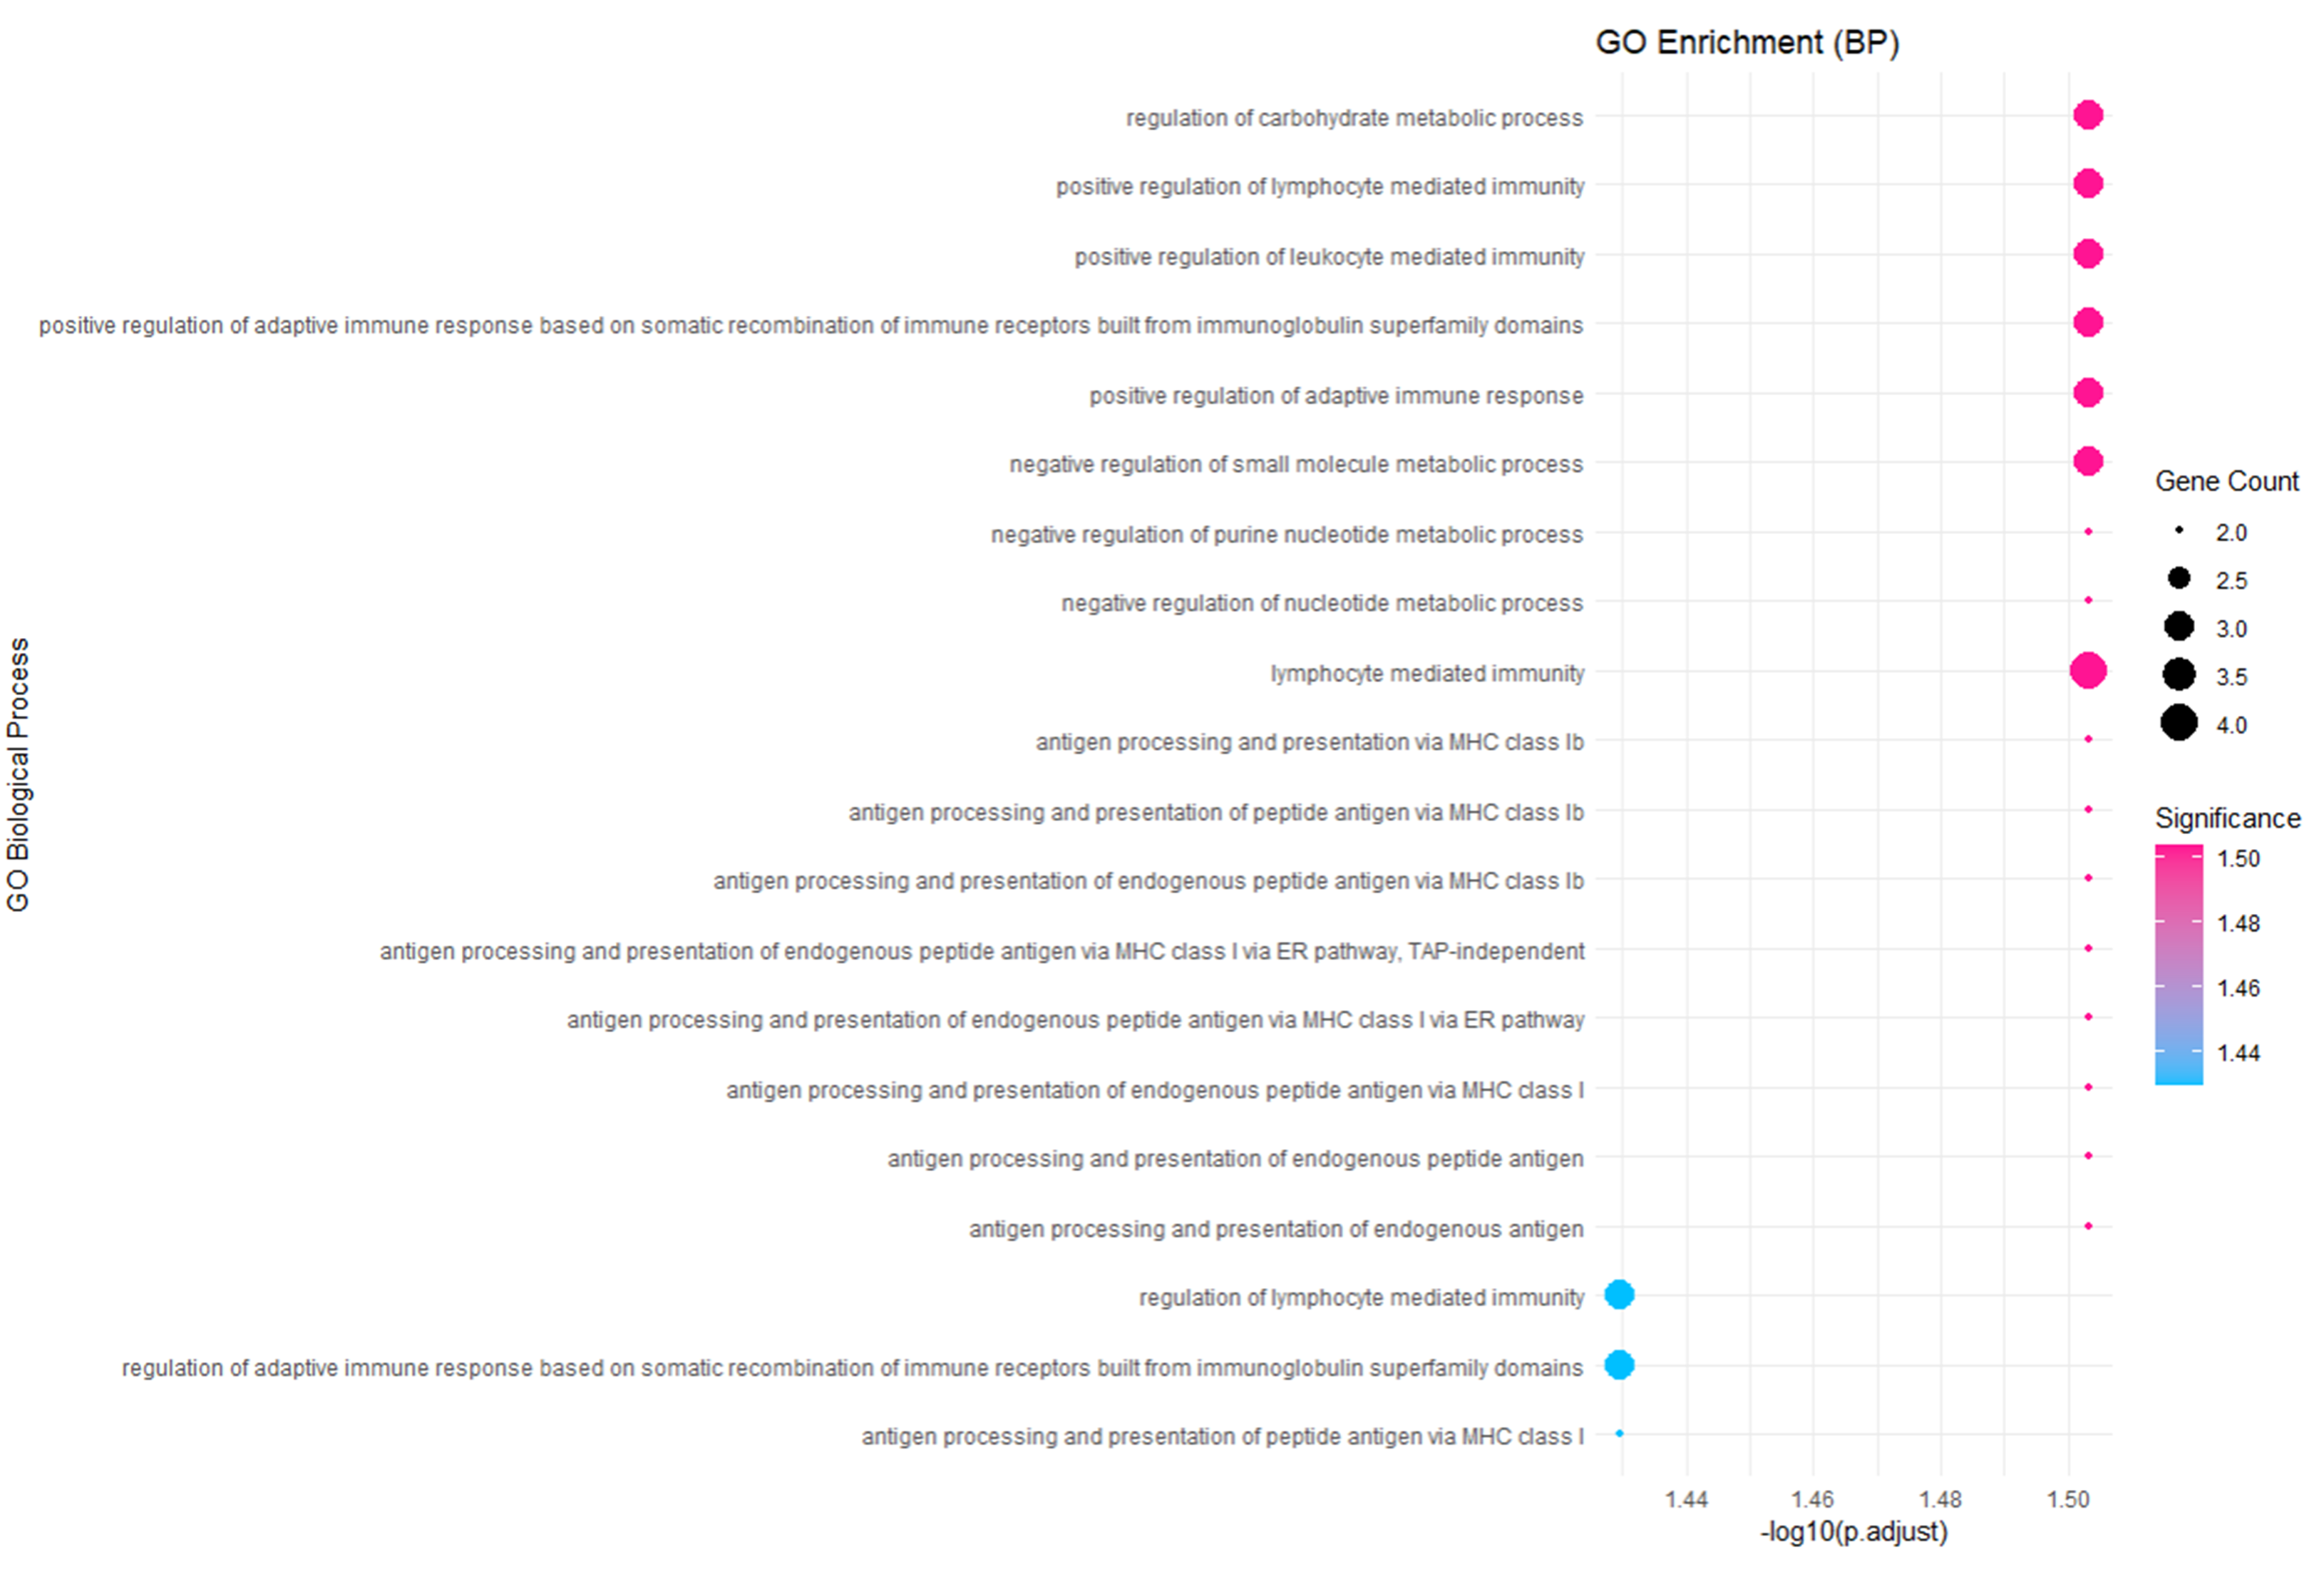 GO Enrichment (BP)
regulation of carbohydrate metabolic process
positive regulation of lymphocyte mediated immunity
positive regulation of leukocyte mediated immunity
positive regulation of adaptive immune response based on somatic recombination of immune receptors built from immunoglobulin superfamily domains
positive regulation of adaptive immune response
negative regulation of small molecule metabolic process
negative regulation of purine nucleotide metabolic process
negative regulation of nucleotide metabolic process
lymphocyte mediated immunity
antigen processing and presentation via MHC class Ib
antigen processing and presentation of peptide antigen via MHC class Ib
antigen processing and presentation of endogenous peptide antigen via MHC class Ib
antigen processing and presentation of endogenous peptide antigen via MHC class I via ER pathway, TAP-independent
antigen processing and presentation of endogenous peptide antigen via MHC class I via ER pathway
antigen processing and presentation of endogenous peptide antigen via MHC class I
antigen processing and presentation of endogenous peptide antigen
antigen processing and presentation of endogenous antigen
regulation of lymphocyte mediated immunity
regulation of adaptive immune response based on somatic recombination of immune receptors built from immunoglobulin superfamily domains
antigen processing and presentation of peptide antigen via MHC class I
GO Biological Process
1.44 1.46 1.48 1.50
-log10(p.adjust)
Gene Count
2.0
2.5
3.0
3.5
4.0
Significance
1.50
1.48
1.46
1.44